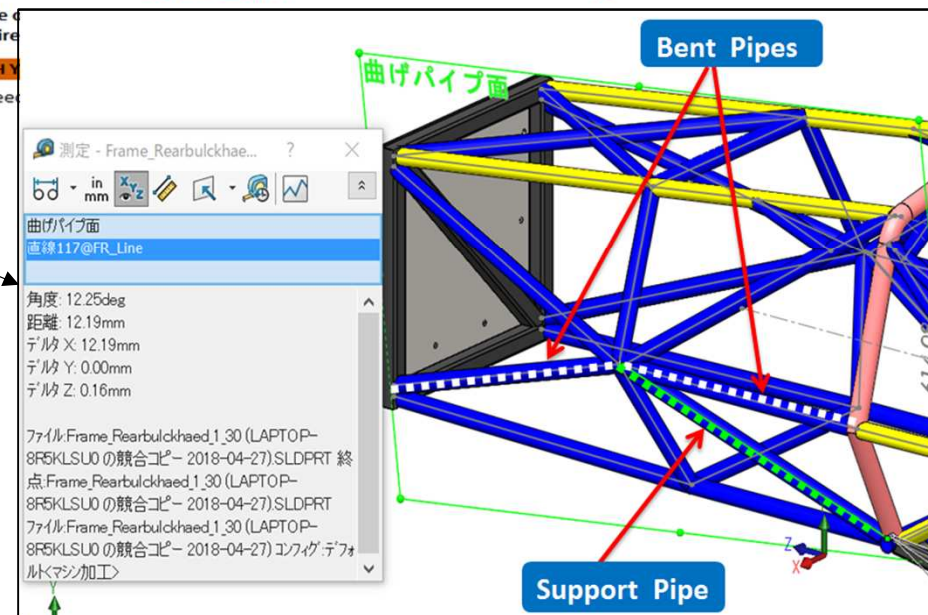 Bent Pipes
曲げパイプ面
測定 - Frame_Rearbulckhae... ?
in
mm
XYZ
曲げパイプ面
直線117@FR_Line
角度: 12.25deg
距離: 12.19mm
デルタ X: 12.19mm
デルタ Y: 0.00mm
デルタ Z: 0.16mm
ファイル:Frame_Rearbulckhaed_1_30 (LAPTOP-
8R5KLSU0 の競合コピー 2018-04-27).SLDPRT 終
点:Frame_Rearbulckhaed_1_30 (LAPTOP-
8R5KLSU0 の競合コピー 2018-04-27).SLDPRT
ファイル:Frame_Rearbulckhaed_1_30 (LAPTOP-
8R5KLSU0 の競合コピー 2018-04-27) コンフィグ:デフォ
ルト<マシン加工>
Z
X
Support Pipe